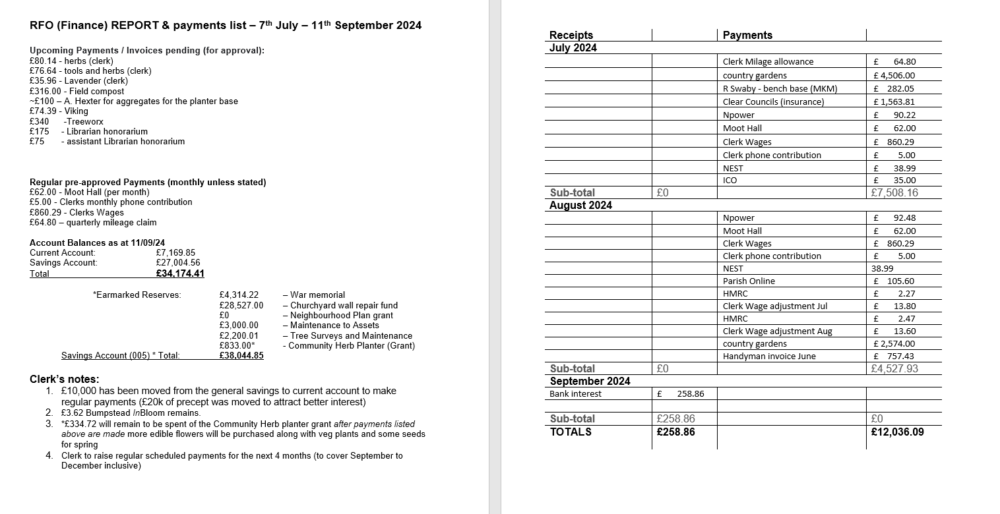 RFO (Finance) REPORT & payments list – 7th July – 11th September 2024
Upcoming Payments / Invoices pending (for approval):
£80.14 - herbs (clerk)
£76.64 - tools and herbs (clerk)
£35.96 - Lavender (clerk)
£316.00 - Field compost
~£100 – A. Hexter for aggregates for the planter base
£74.39 - Viking
£340 -Treeworx
£175 - Librarian honorarium
£75 - assistant Librarian honorarium
Regular pre-approved Payments (monthly unless stated)
£62.00 - Moot Hall (per month)
£5.00 - Clerks monthly phone contribution
£860.29 - Clerks Wages
£64.80 – quarterly mileage claim
Account Balances as at 11/09/24
Current Account: £7,169.85
Savings Account: £27,004.56
Total £34,174.41
*Earmarked Reserves: £4,314.22 – War memorial
£28,527.00 – Churchyard wall repair fund
£0 – Neighbourhood Plan grant
£3,000.00 – Maintenance to Assets
£2,200.01 – Tree Surveys and Maintenance
£833.00* - Community Herb Planter (Grant)
Savings Account (005) * Total: £38,044.85
Clerk's notes:
1. £10,000 has been moved from the general savings to current account to make
regular payments (£20k of precept was moved to attract better interest)
2. £3.62 Bumpstead InBloom remains.
3. *£334.72 will remain to be spent of the Community Herb planter grant after payments listed
above are made more edible flowers will be purchased along with veg plants and some seeds
for spring
4. Clerk to raise regular scheduled payments for the next 4 months (to cover September to
December inclusive)
Receipts Payments
July 2024
Clerk Milage allowance £ 64.80
country gardens £ 4,506.00
R Swaby - bench base (MKM) £ 282.05
Clear Councils (insurance) £ 1,563.81
Npower £ 90.22
Moot Hall £ 62.00
Clerk Wages £ 860.29
Clerk phone contribution £ 5.00
NEST £ 38.99
ICO £ 35.00
Sub-total £0 £7,508.16
August 2024
Npower £ 92.48
Moot Hall £ 62.00
Clerk Wages £ 860.29
Clerk phone contribution £ 5.00
NEST 38.99
Parish Online £ 105.60
HMRC £ 2.27
Clerk Wage adjustment Jul £ 13.80
HMRC £ 2.47
Clerk Wage adjustment Aug £ 13.60
country gardens £ 2,574.00
Handyman invoice June £ 757.43
Sub-total £0 £4,527.93
September 2024
Bank interest £ 258.86
Sub-total £258.86 £0
TOTALS £258.86 £12,036.09